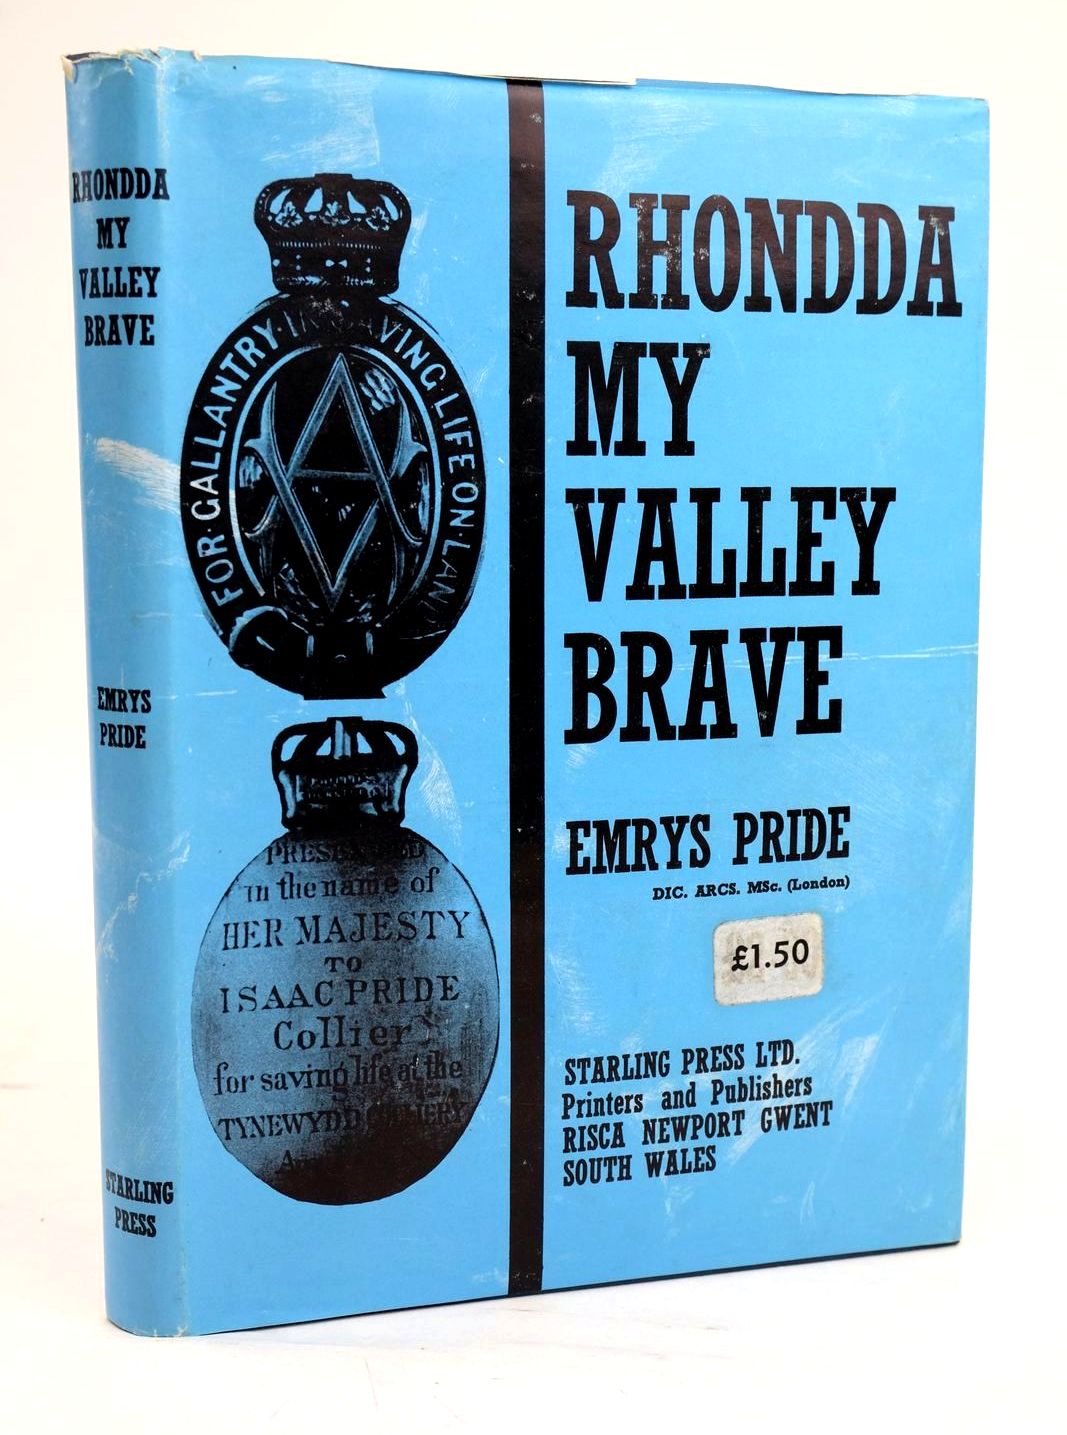 RHONDDA
MY
VALLEY
BRAVE
EMRYS
PRIDE
STARLING
PRESS
FOR·GALLANTRY·IN·SAVING·LIFE·ON·LAND
PRESENTED
in the name of
HER MAJESTY
TO
ISAAC PRIDE
Collier
for saving life at the
TYNEWYDD COLLIERY
RHONDDA
MY
VALLEY
BRAVE
EMRYS PRIDE
DIC. ARCS. MSc. (London)
£1.50
STARLING PRESS LTD.
Printers and Publishers
RISCA NEWPORT GWENT
SOUTH WALES